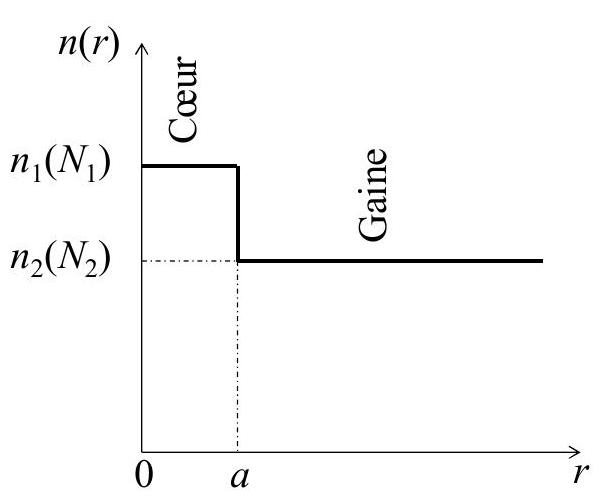 n(r)
Cœur
n₁(N₁)
Gaine
n₂(N₂)
0
a
r